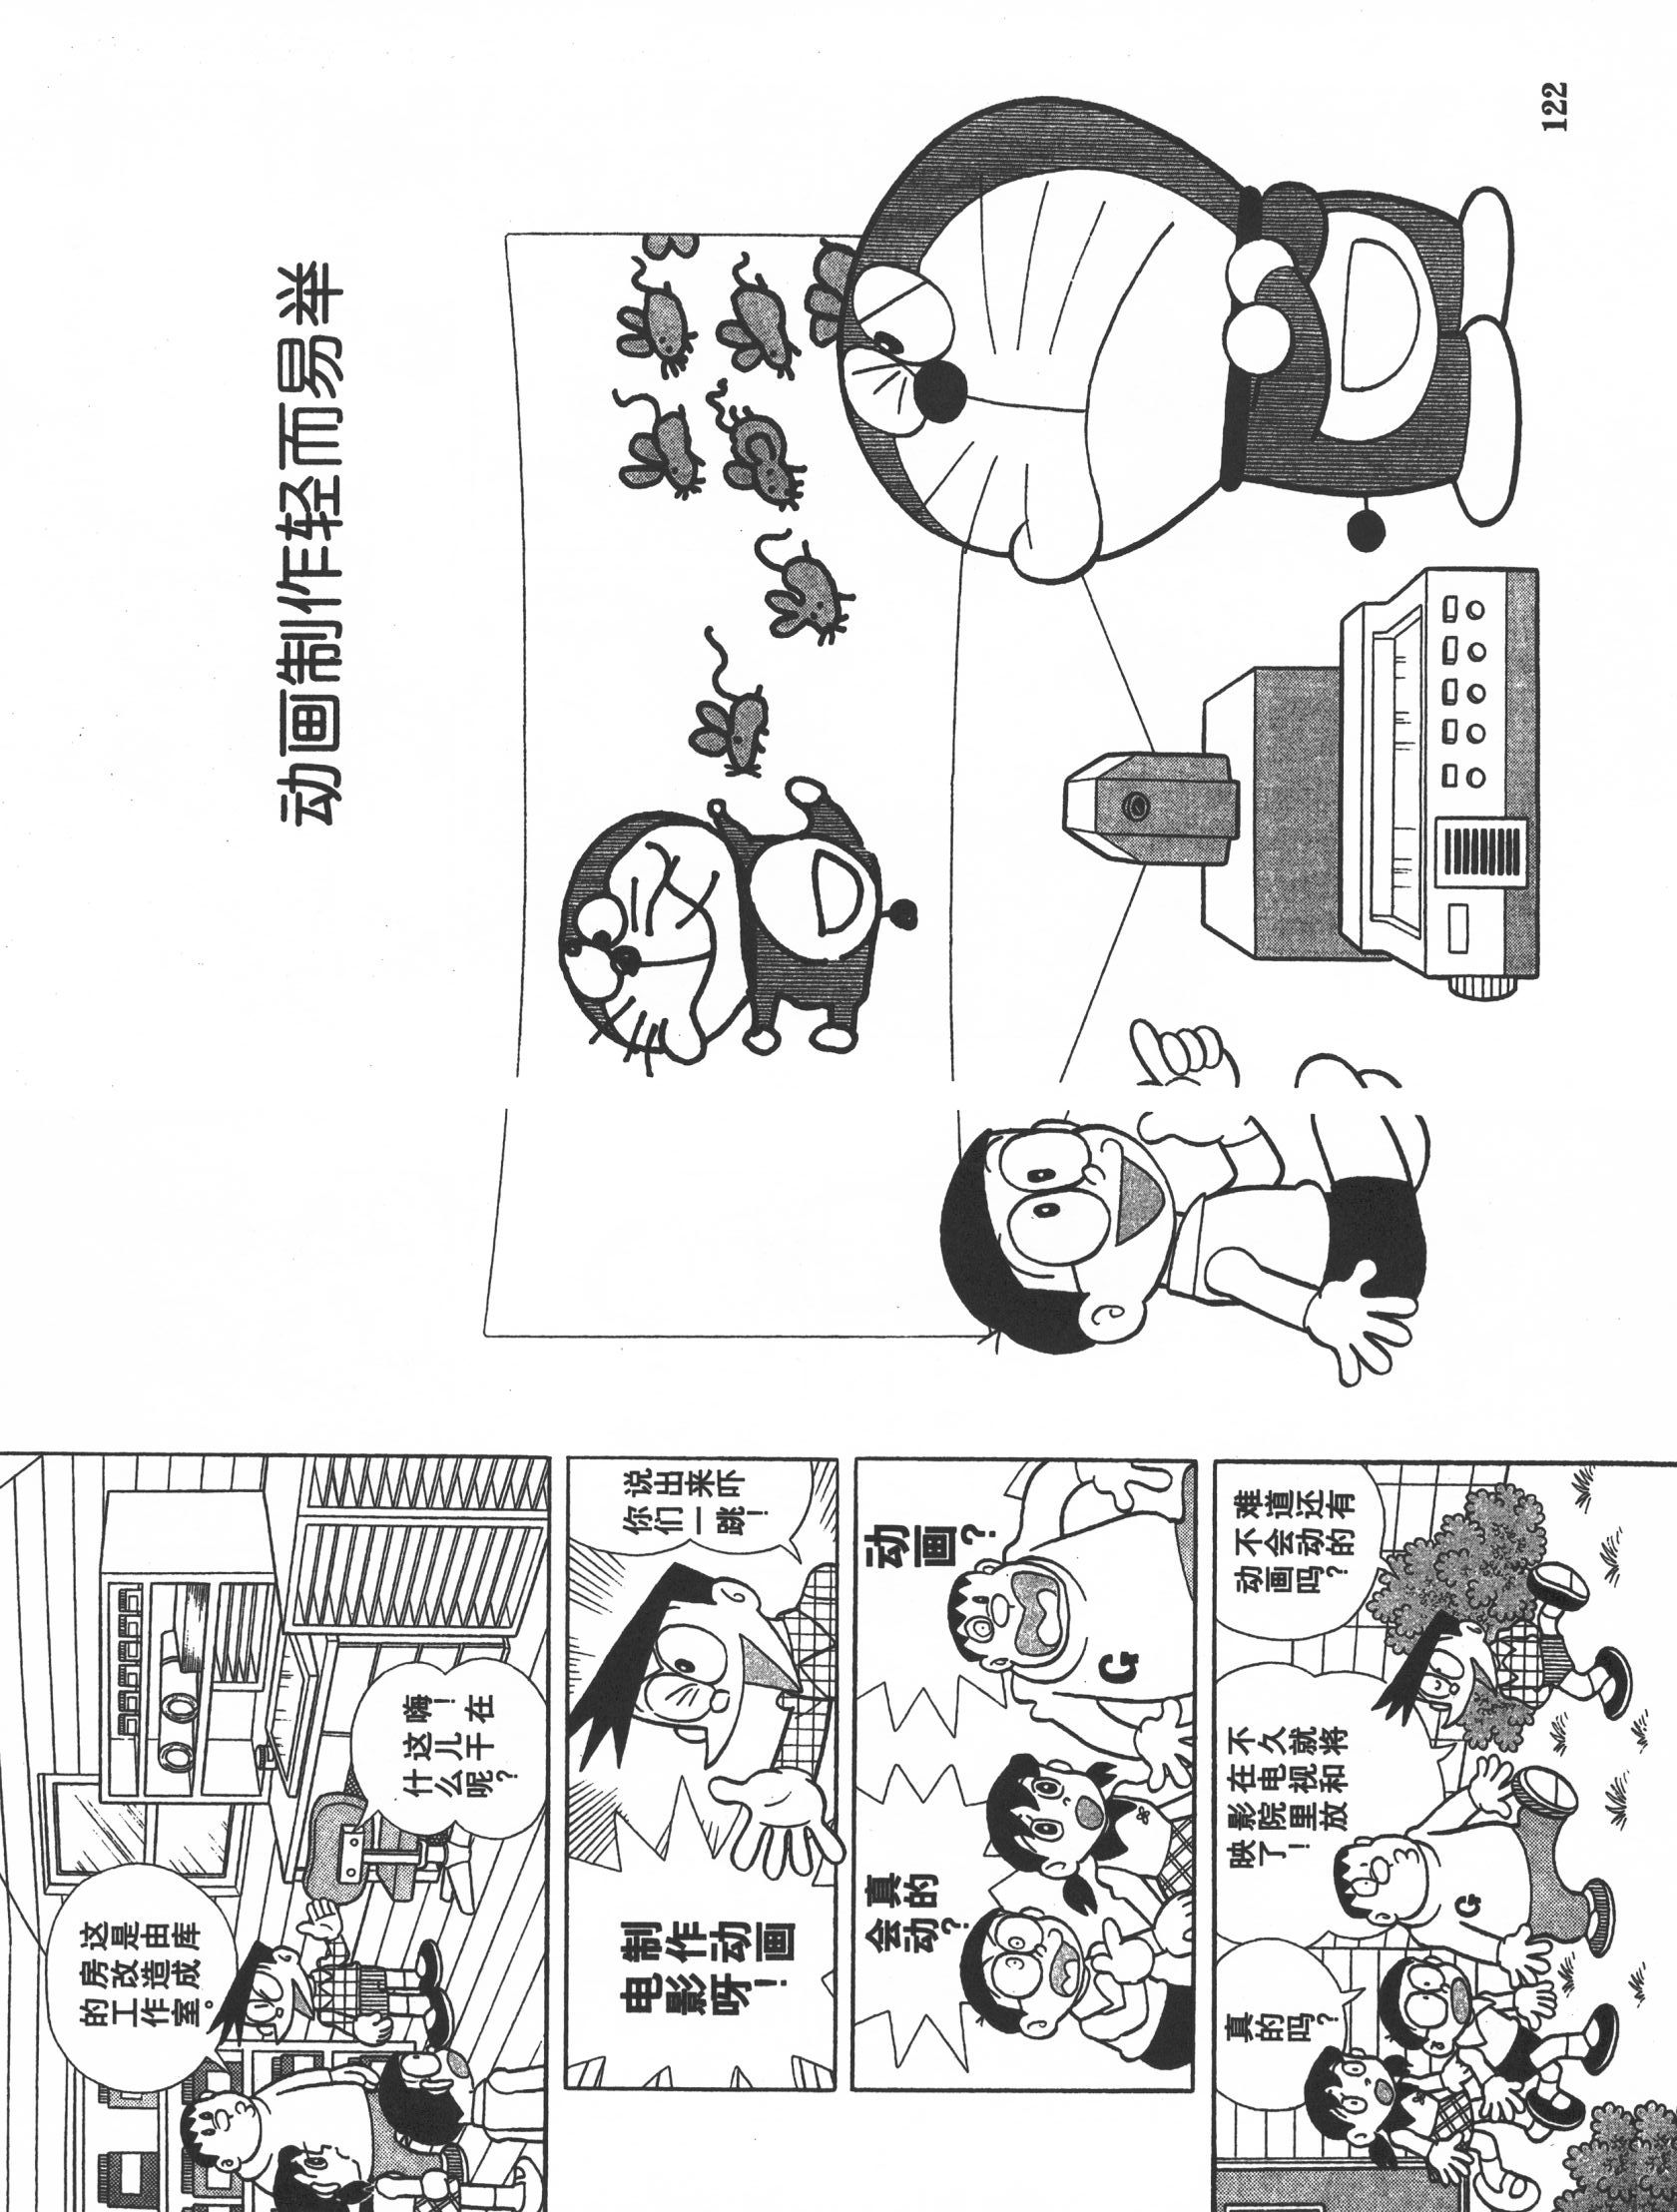 动画制作轻而易举
122
嗨！在
这儿干
什么呢？
这是由库
房改造成
的工作室。
说出来吓
你们一跳！
制作动画
电影呀！
动画？
G
真的
会动？
难道还有
不会动的
动画吗？
不久就将
在电视和
影院里放
映了！
G
真的吗？